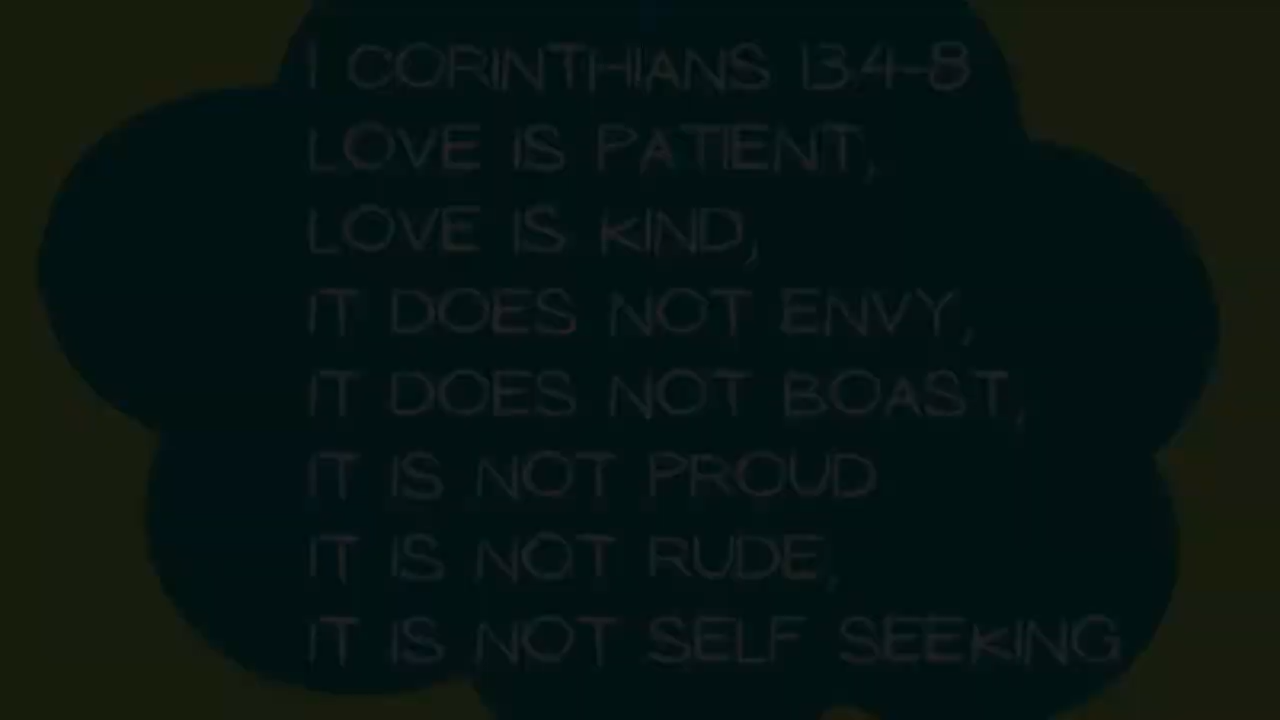 1 CORINTHIANS 13:4-8
LOVE IS PATIENT,
LOVE IS KIND,
IT DOES NOT ENVY,
IT DOES NOT BOAST,
IT IS NOT PROUD
IT IS NOT RUDE,
IT IS NOT SELF SEEKING